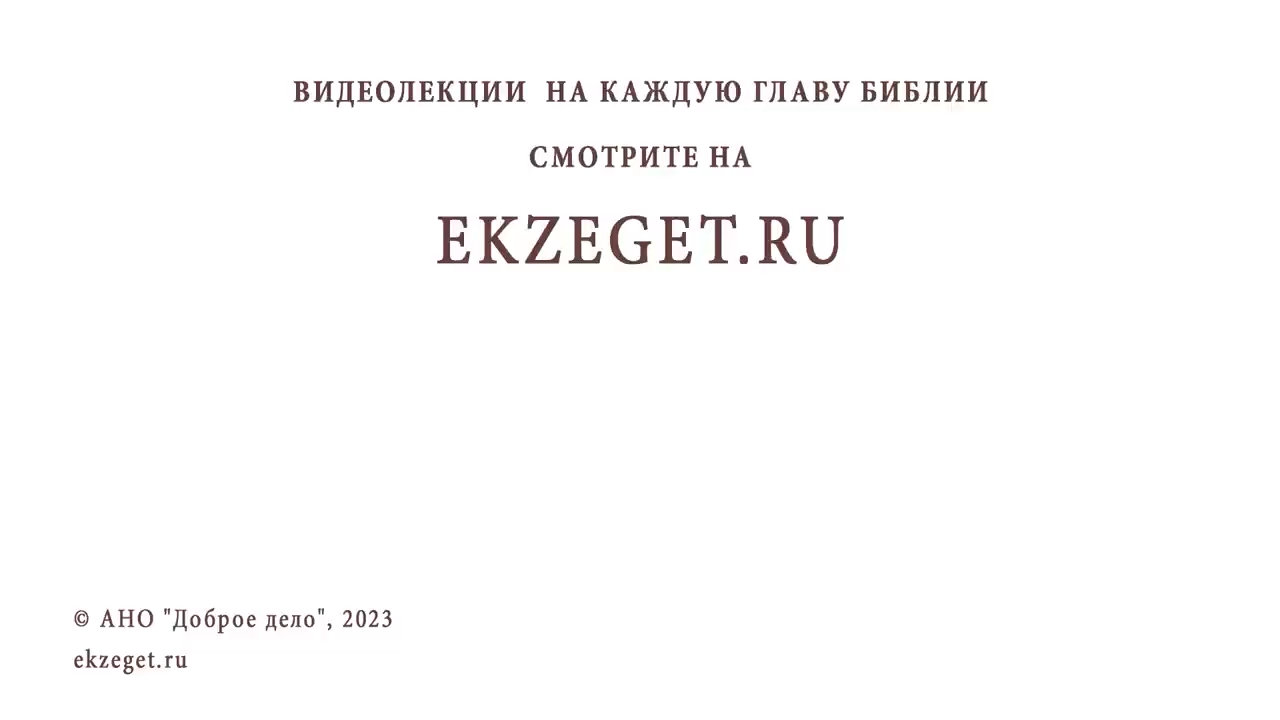 ВИДЕОЛЕКЦИИ НА КАЖДУЮ ГЛАВУ БИБЛИИ
СМОТРИТЕ НА
EKZEGET.RU
© АНО "Доброе дело", 2023
ekzeget.ru